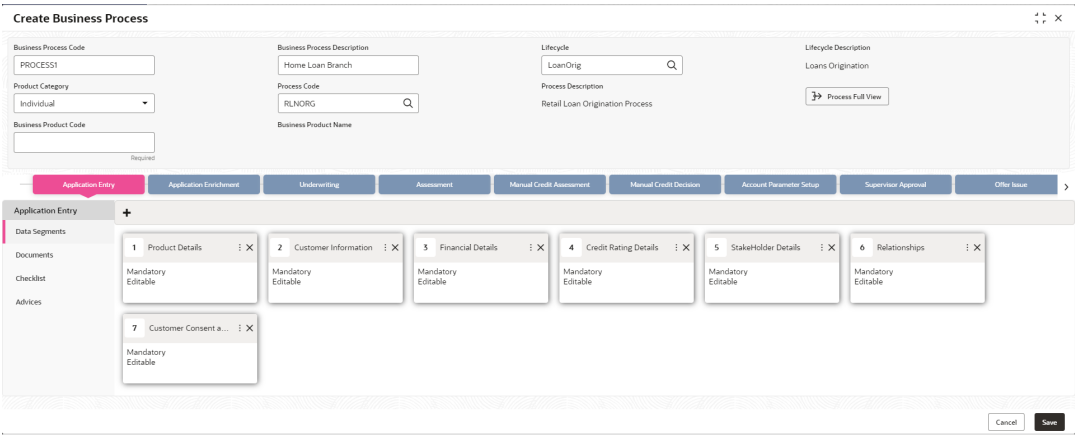 Create Business Process
Business Process Code
Business Process Description
Lifecycle
Lifecycle Description
PROCESS1
Home Loan Branch
LoanOrig
Loans Origination
Product Category
Process Code
Process Description
Individual
RLNORG
Retail Loan Origination Process
Process Full View
Business Product Code
Business Product Name
Required
Application Entry
Application Enrichment
Underwriting
Assessment
Manual Credit Assessment
Manual Credit Decision
Account Parameter Setup
Supervisor Approval
Offer Issue
Application Entry
Data Segments
Documents
Checklist
Advices
1 Product Details
Mandatory
Editable
2 Customer Information
Mandatory
Editable
3 Financial Details
Mandatory
Editable
4 Credit Rating Details
Mandatory
Editable
5 StakeHolder Details
Mandatory
Editable
6 Relationships
Mandatory
Editable
7 Customer Consent a...
Mandatory
Editable
Cancel
Save